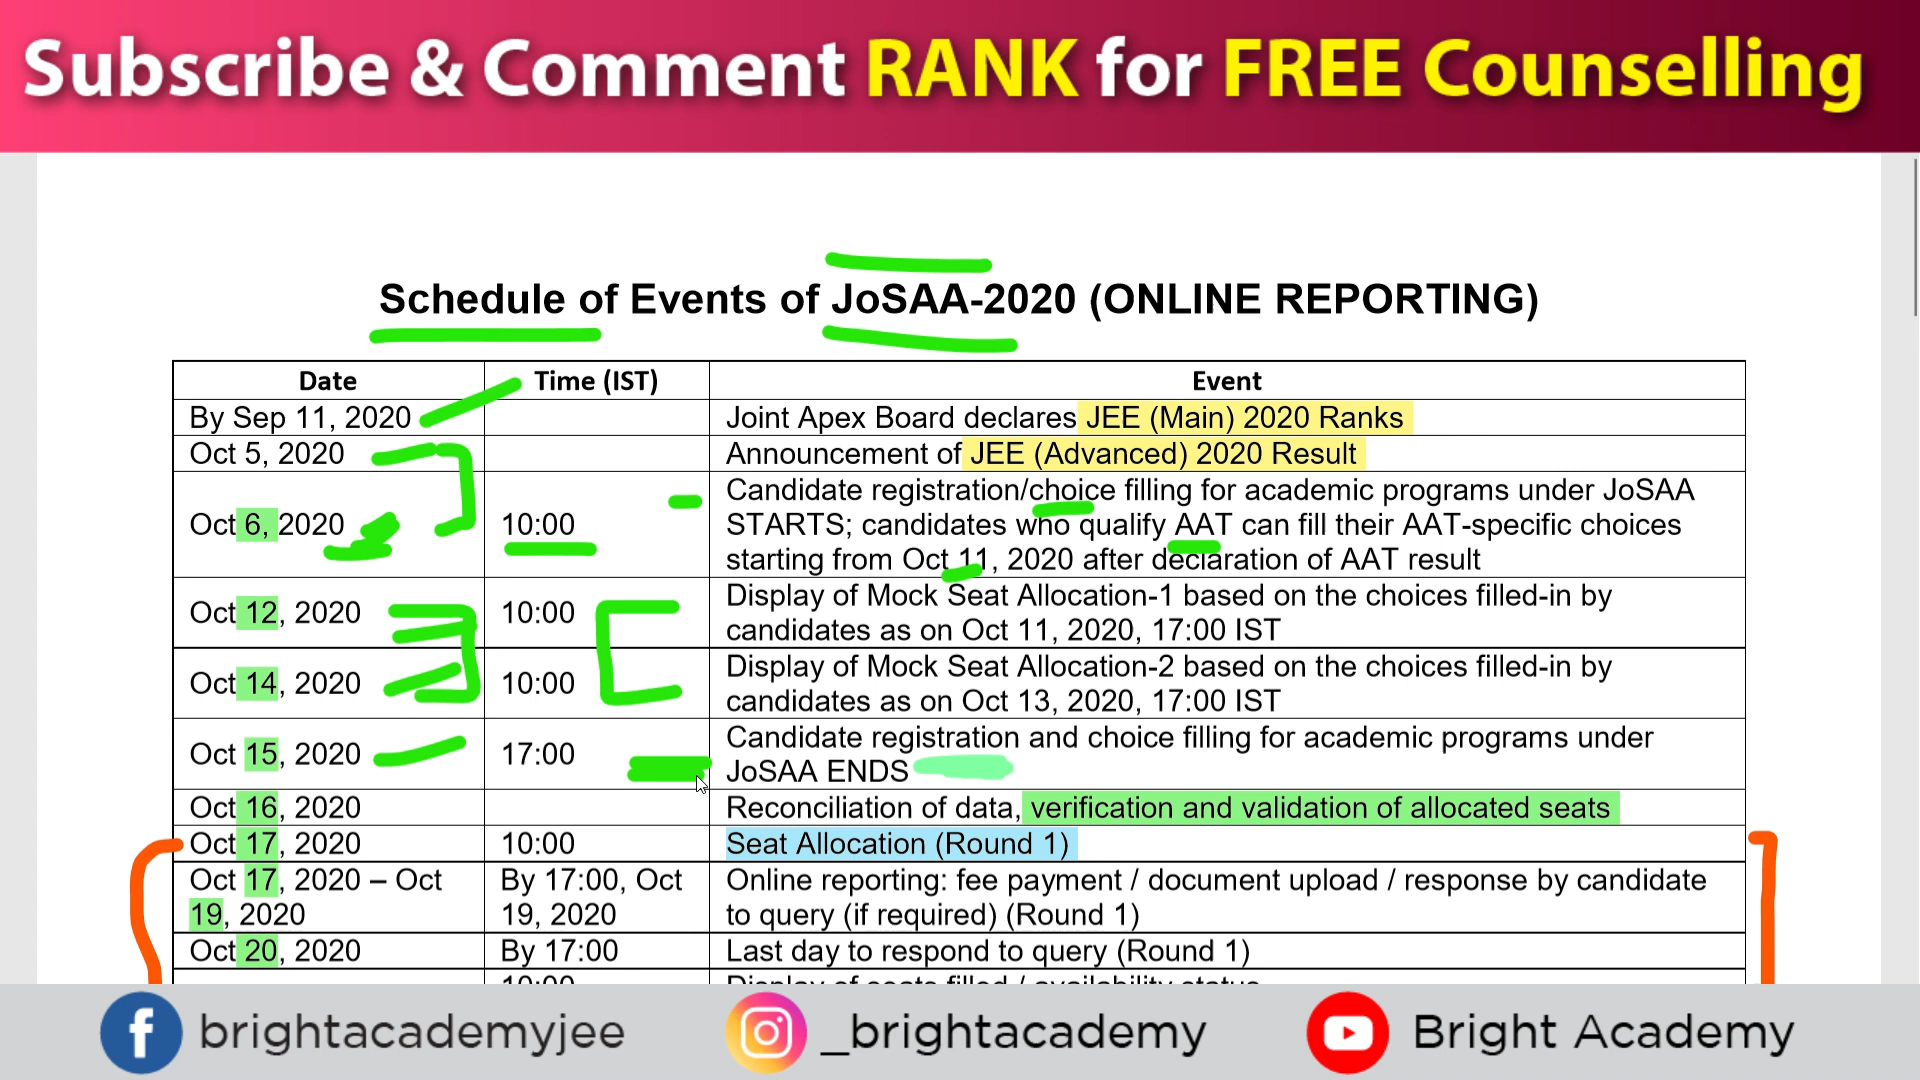 Subscribe & Comment RANK for FREE Counselling
Schedule of Events of JoSAA-2020 (ONLINE REPORTING)
Date Time (IST) Event
By Sep 11, 2020 Joint Apex Board declares JEE (Main) 2020 Ranks
Oct 5, 2020 Announcement of JEE (Advanced) 2020 Result
Oct 6, 2020 10:00 Candidate registration/choice filling for academic programs under JoSAA
STARTS; candidates who qualify AAT can fill their AAT-specific choices
starting from Oct 11, 2020 after declaration of AAT result
Oct 12, 2020 10:00 Display of Mock Seat Allocation-1 based on the choices filled-in by
candidates as on Oct 11, 2020, 17:00 IST
Oct 14, 2020 10:00 Display of Mock Seat Allocation-2 based on the choices filled-in by
candidates as on Oct 13, 2020, 17:00 IST
Oct 15, 2020 17:00 Candidate registration and choice filling for academic programs under
JoSAA ENDS
Oct 16, 2020 Reconciliation of data, verification and validation of allocated seats
Oct 17, 2020 10:00 Seat Allocation (Round 1)
Oct 17, 2020 – Oct By 17:00, Oct Online reporting: fee payment / document upload / response by candidate
19, 2020 19, 2020 to query (if required) (Round 1)
Oct 20, 2020 By 17:00 Last day to respond to query (Round 1)
10:00 Display of seats filled / availability status
brightacademyjee _brightacademy Bright Academy